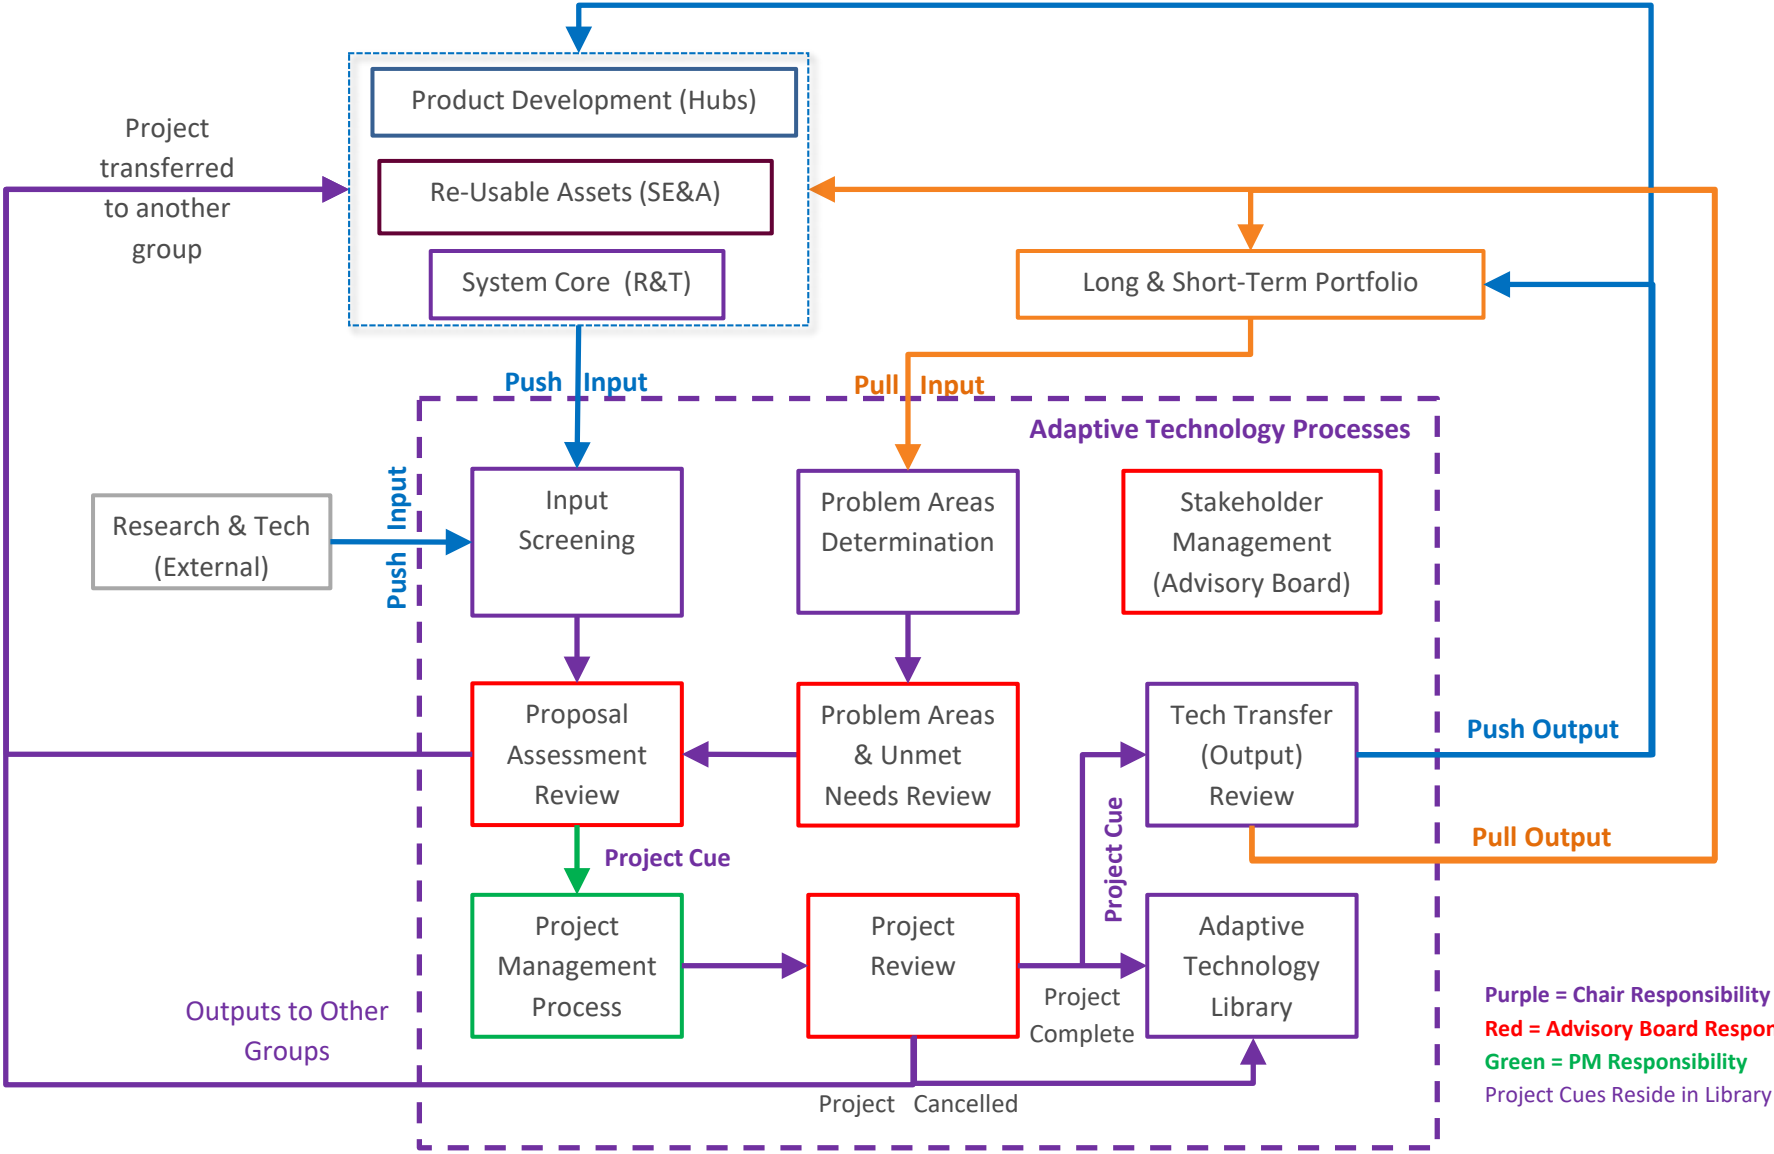 Product Development (Hubs)
Project
transferred
to another
group
Re-Usable Assets (SE&A)
System Core (R&T)
Long & Short-Term Portfolio
Push Input
Pull Input
Adaptive Technology Processes
Push Input
Research & Tech
(External)
Input
Screening
Problem Areas
Determination
Stakeholder
Management
(Advisory Board)
Proposal
Assessment
Review
Problem Areas
& Unmet
Needs Review
Tech Transfer
(Output)
Review
Push Output
Pull Output
Project Cue
Project Cue
Project
Management
Process
Project
Review
Adaptive
Technology
Library
Project
Complete
Outputs to Other
Groups
Project Cancelled
Purple = Chair Responsibility
Red = Advisory Board Respor
Green = PM Responsibility
Project Cues Reside in Library